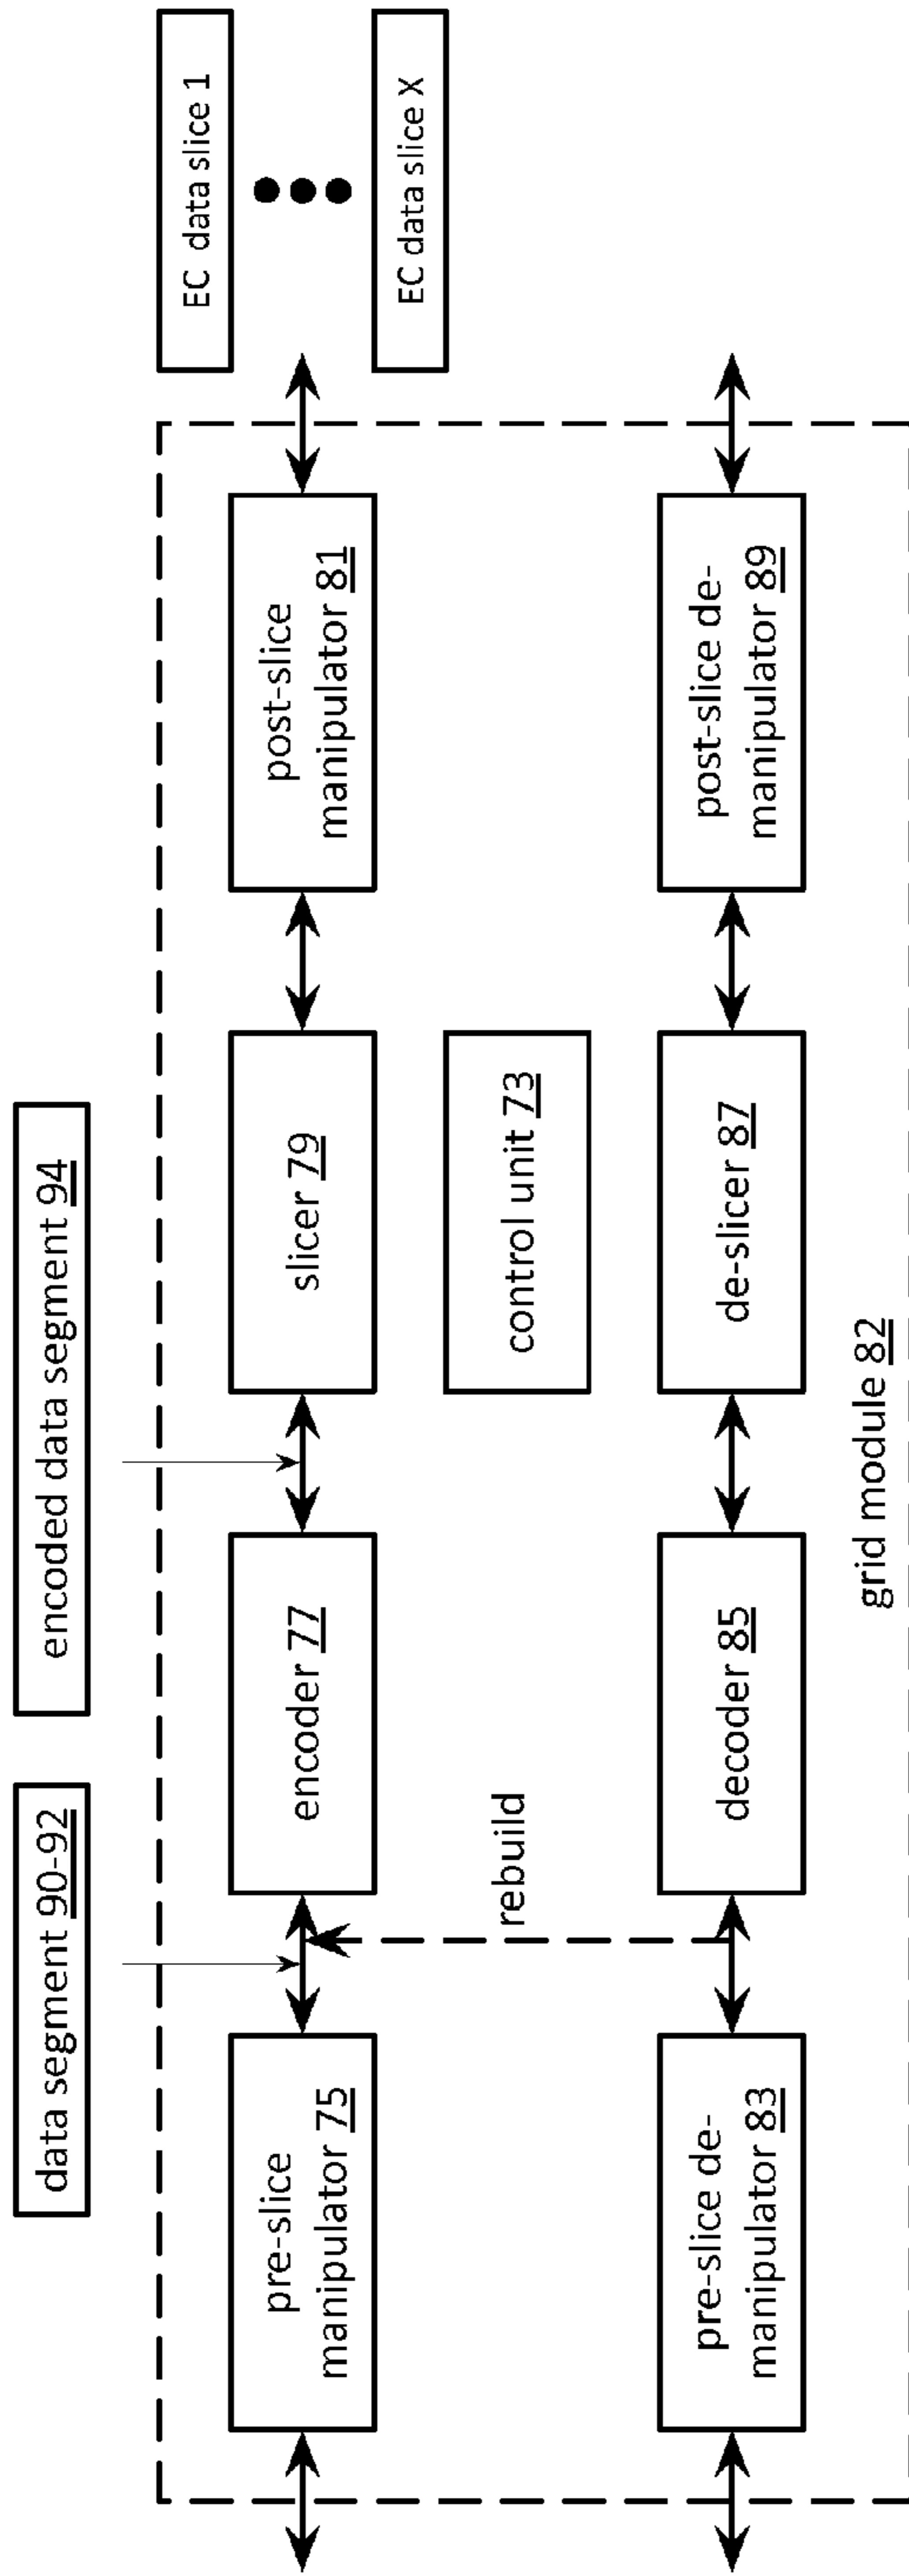 data segment 90-92
encoded data segment 94
EC data slice 1
EC data slice X
pre-slice
manipulator 75
encoder 77
slicer 79
post-slice
manipulator 81
rebuild
control unit 73
pre-slice de-
manipulator 83
decoder 85
de-slicer 87
post-slice de-
manipulator 89
grid module 82